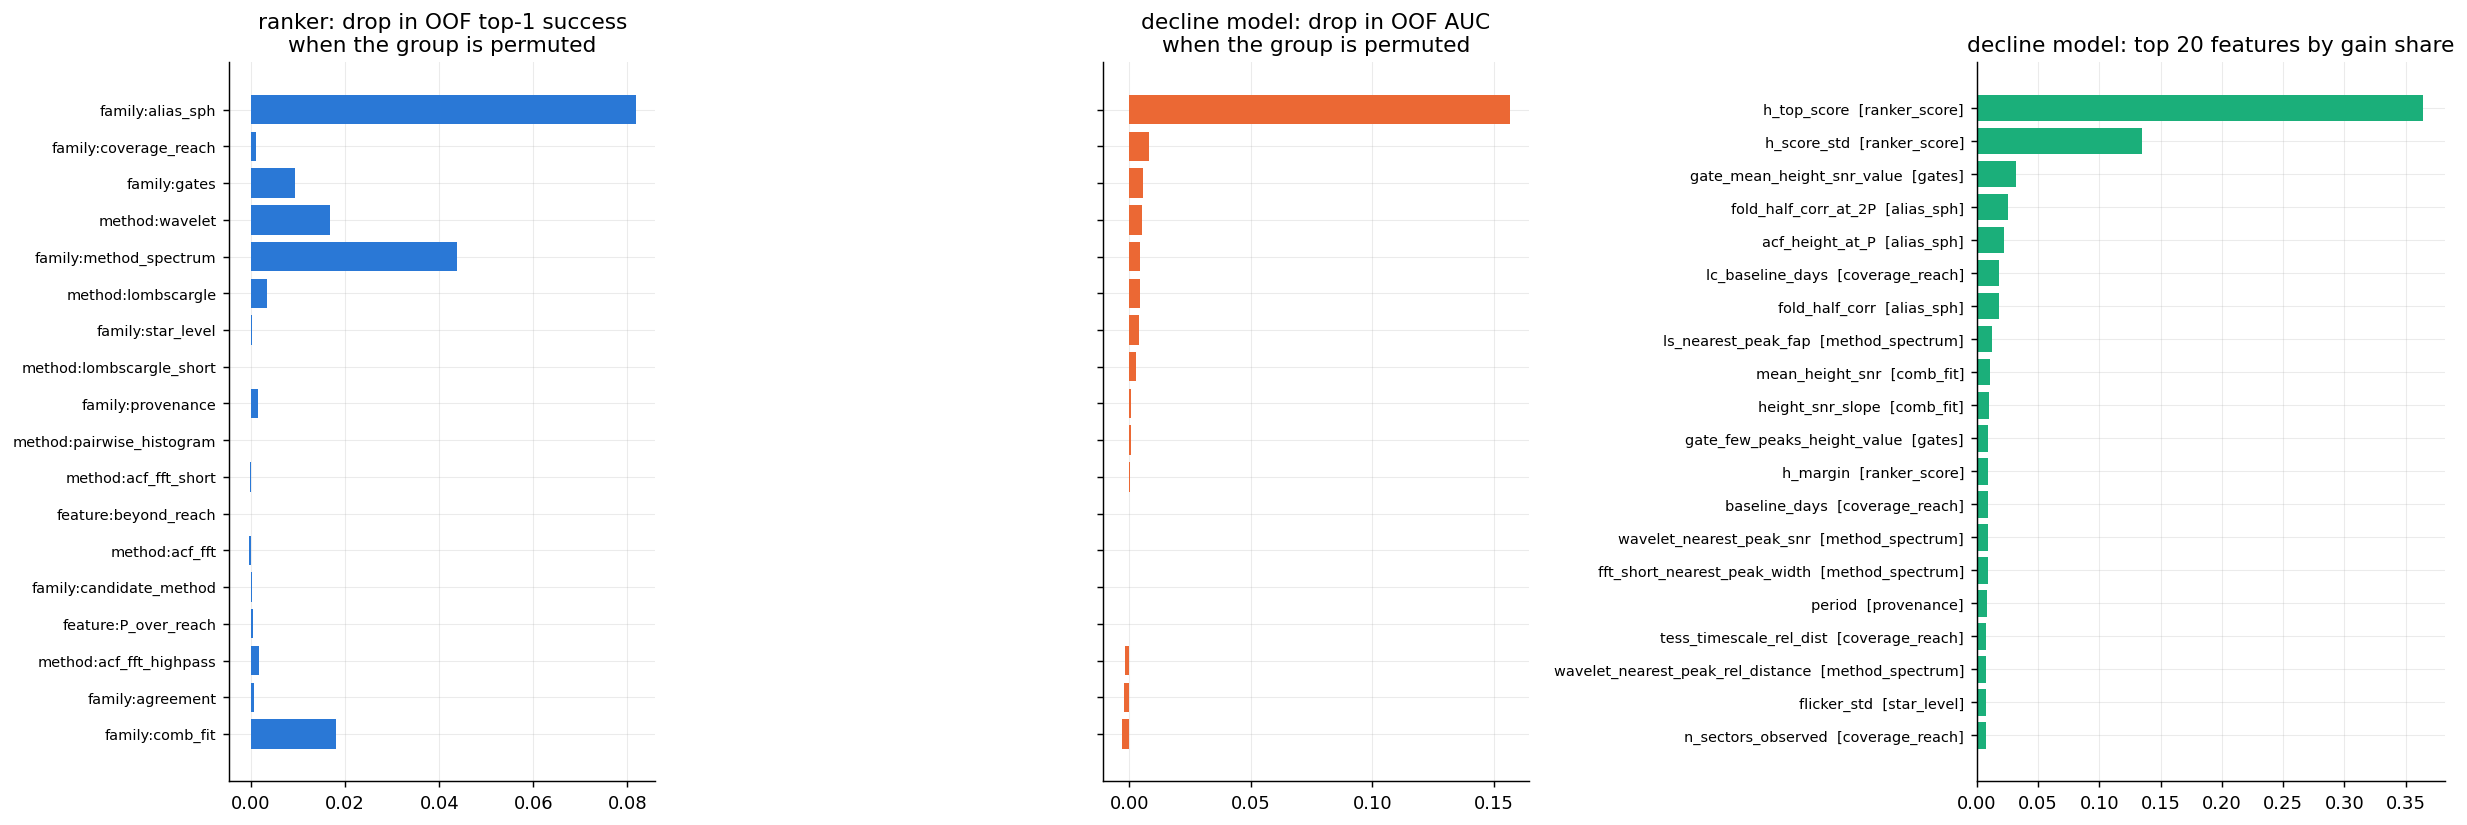 ranker: drop in OOF top-1 success
when the group is permuted
family:alias_sph
family:coverage_reach
family:gates
method:wavelet
family:method_spectrum
method:lombscargle
family:star_level
method:lombscargle_short
family:provenance
method:pairwise_histogram
method:acf_fft_short
feature:beyond_reach
method:acf_fft
family:candidate_method
feature:P_over_reach
method:acf_fft_highpass
family:agreement
family:comb_fit
0.00 0.02 0.04 0.06 0.08
decline model: drop in OOF AUC
when the group is permuted
0.00 0.05 0.10 0.15
decline model: top 20 features by gain share
h_top_score [ranker_score]
h_score_std [ranker_score]
gate_mean_height_snr_value [gates]
fold_half_corr_at_2P [alias_sph]
acf_height_at_P [alias_sph]
lc_baseline_days [coverage_reach]
fold_half_corr [alias_sph]
ls_nearest_peak_fap [method_spectrum]
mean_height_snr [comb_fit]
height_snr_slope [comb_fit]
gate_few_peaks_height_value [gates]
h_margin [ranker_score]
baseline_days [coverage_reach]
wavelet_nearest_peak_snr [method_spectrum]
fft_short_nearest_peak_width [method_spectrum]
period [provenance]
tess_timescale_rel_dist [coverage_reach]
wavelet_nearest_peak_rel_distance [method_spectrum]
flicker_std [star_level]
n_sectors_observed [coverage_reach]
0.00 0.05 0.10 0.15 0.20 0.25 0.30 0.35